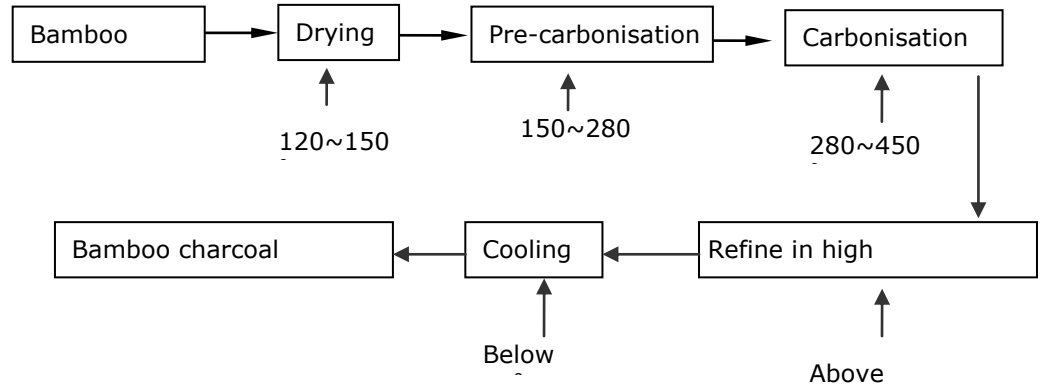 Bamboo
Drying
Pre-carbonisation
Carbonisation
120~150
150~280
280~450
Bamboo charcoal
Cooling
Refine in high
Below
Above